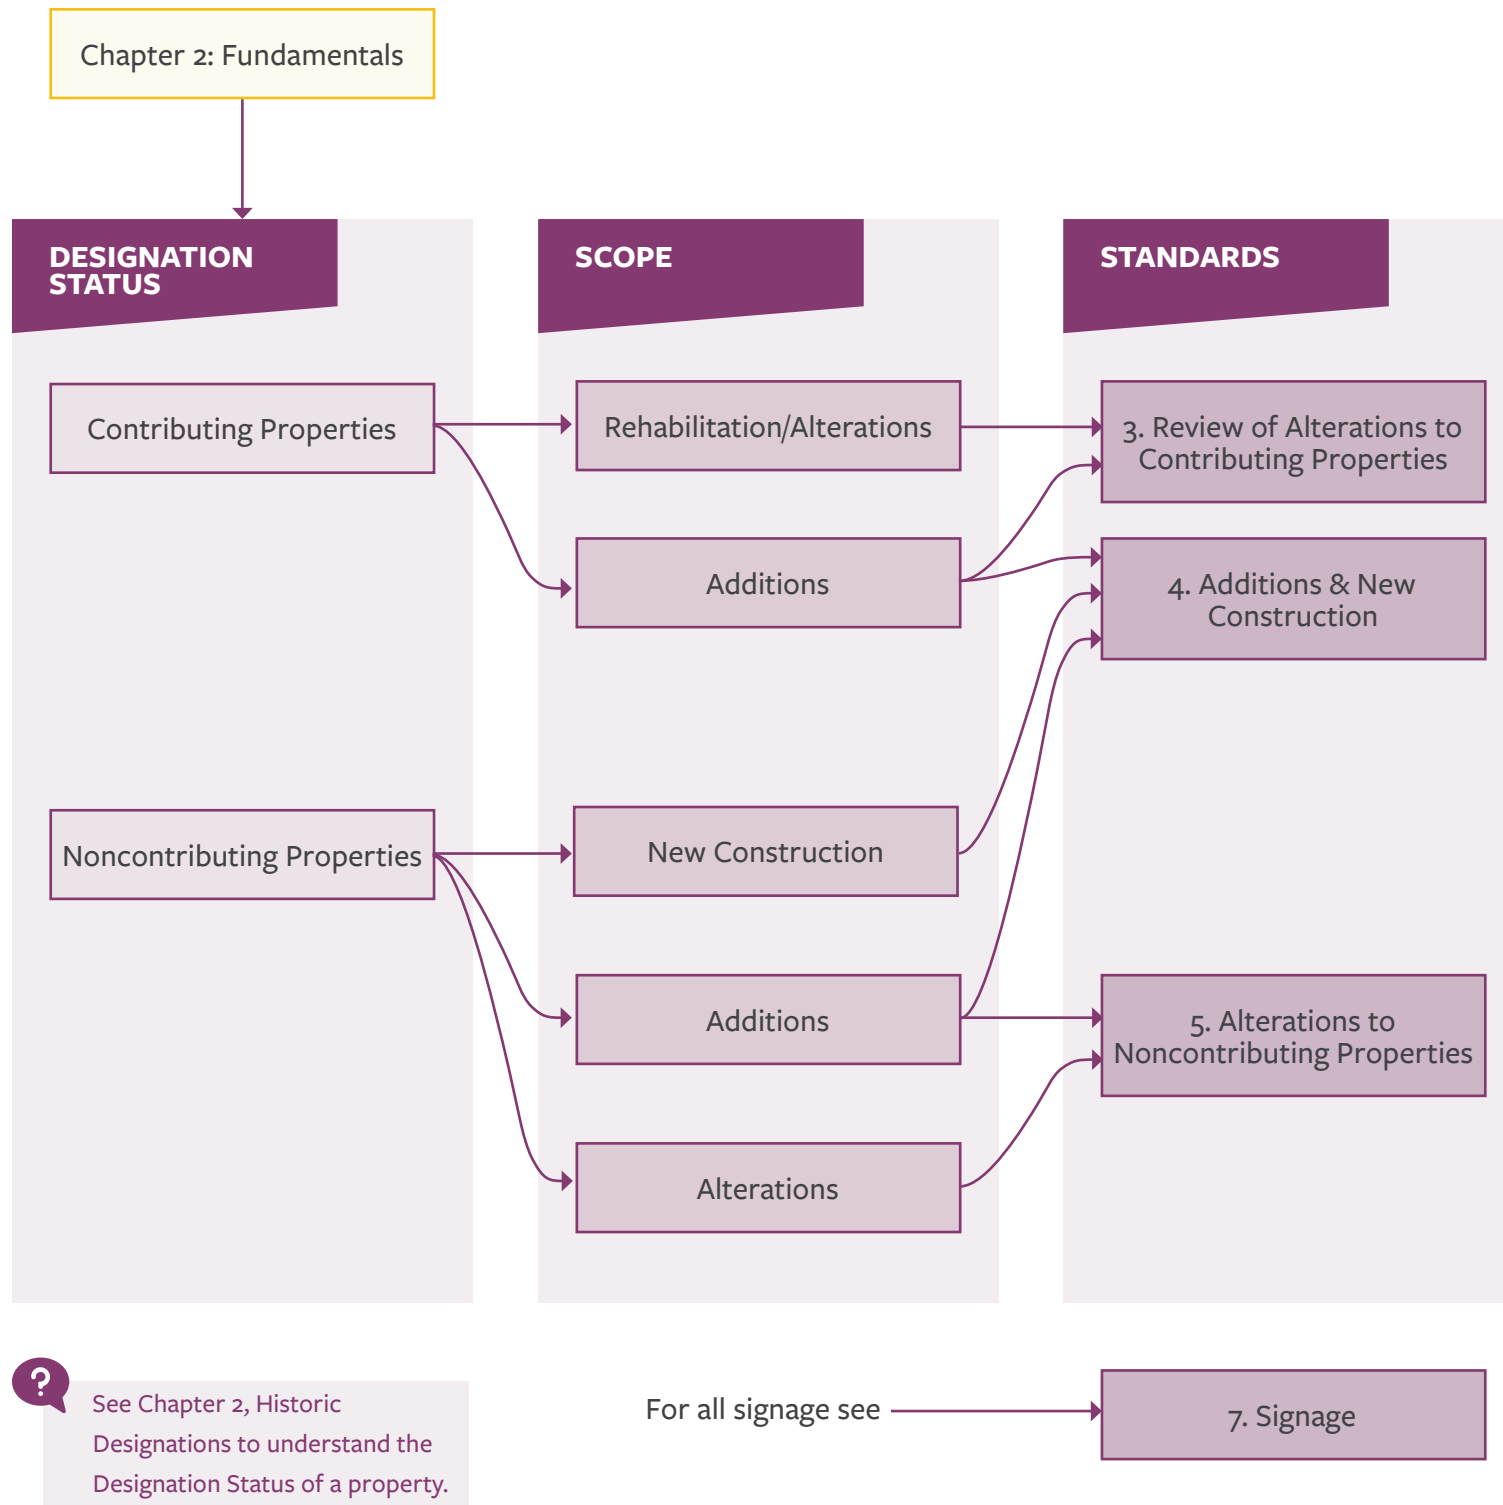 Chapter 2: Fundamentals
DESIGNATION
STATUS
SCOPE
STANDARDS
Contributing Properties
Rehabilitation/Alterations
3. Review of Alterations to
Contributing Properties
Additions
4. Additions & New
Construction
Noncontributing Properties
New Construction
Additions
5. Alterations to
Noncontributing Properties
Alterations
?
See Chapter 2, Historic
Designations to understand the
Designation Status of a property.
For all signage see
7. Signage